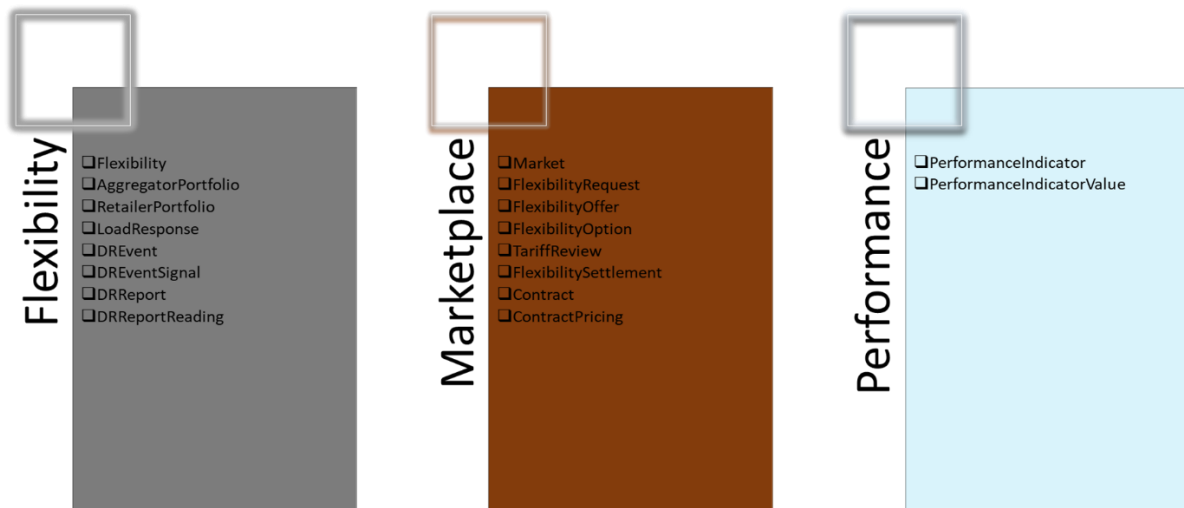 Flexibility
❑Flexibility
❑AggregatorPortfolio
❑RetailerPortfolio
❑LoadResponse
❑DREvent
❑DREventSignal
❑DRReport
❑DRReportReading
Marketplace
❑Market
❑FlexibilityRequest
❑FlexibilityOffer
❑FlexibilityOption
❑TariffReview
❑FlexibilitySettlement
❑Contract
❑ContractPricing
Performance
❑PerformanceIndicator
❑PerformanceIndicatorValue